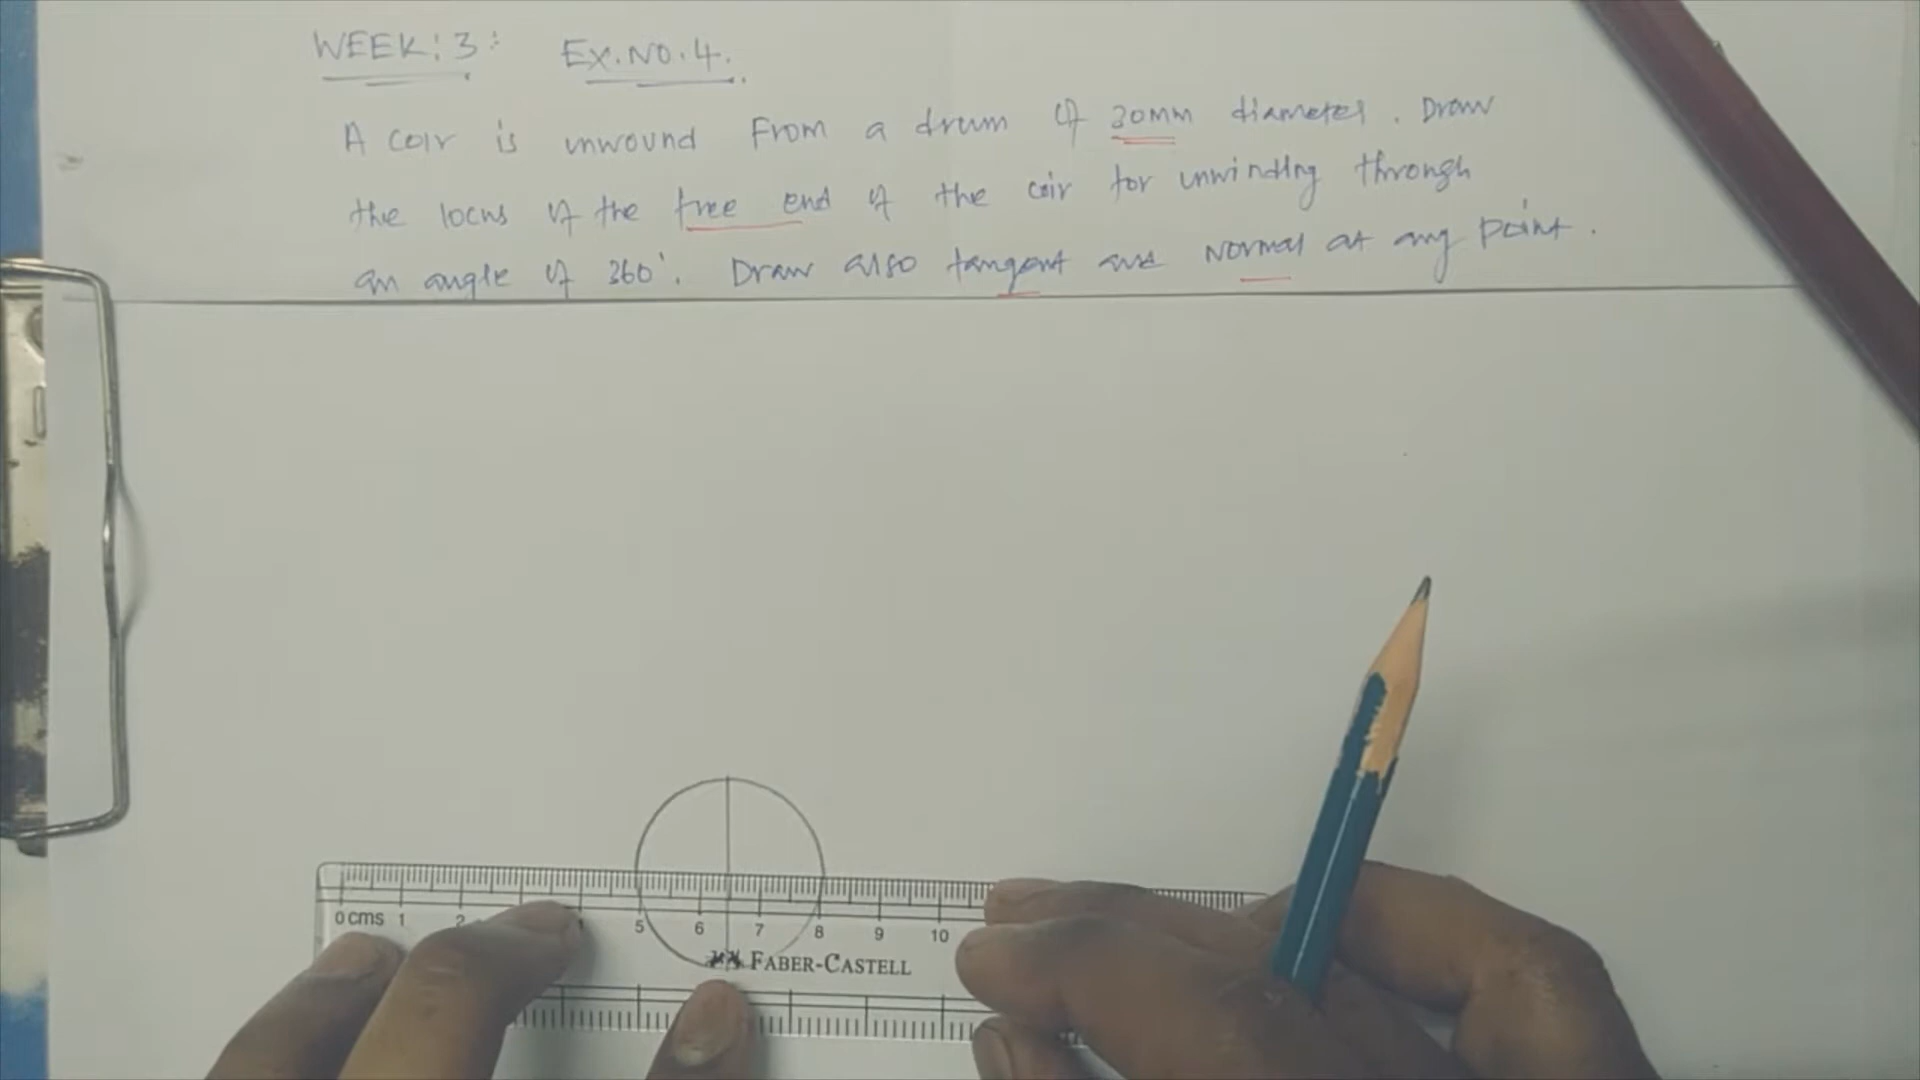 WEEK: 3: Ex.No.4.
A coir is unwound From a drum of 30mm diameter. Draw
the locus of the free end of the coir for unwinding through
an angle of 360°. Draw also tangent and Normal at any point.
0 cms 1 2 5 6 7 8 9 10
FABER-CASTELL